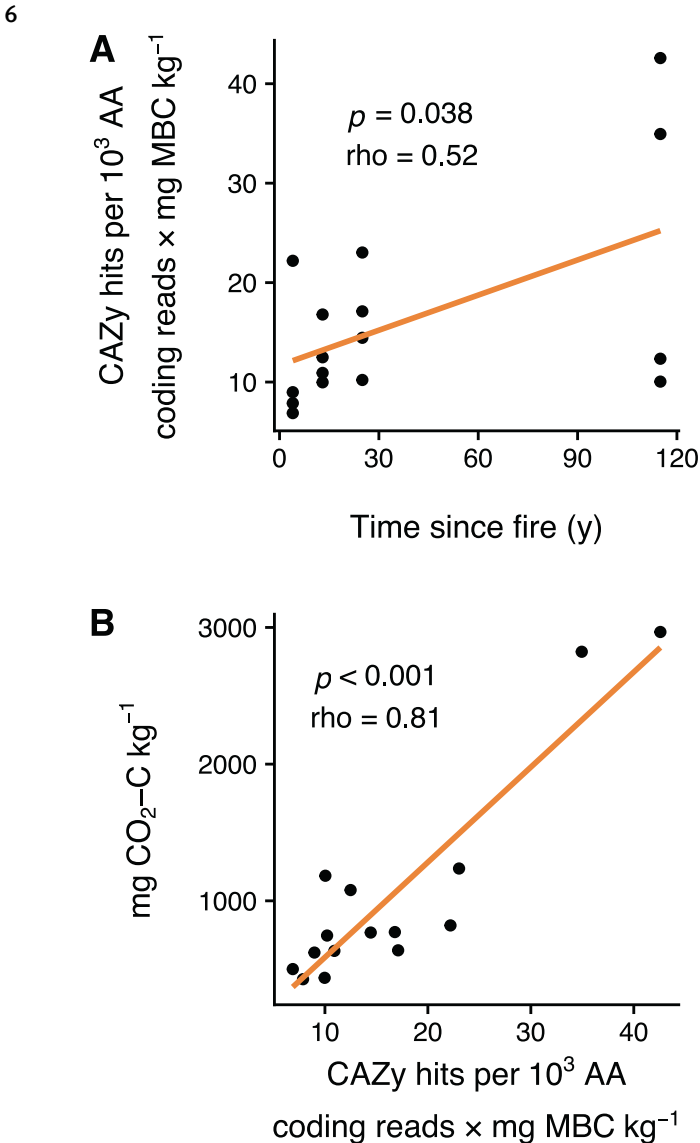 6
A
CAZy hits per 10³ AA
coding reads × mg MBC kg⁻¹
40
30
20
10
p = 0.038
rho = 0.52
0 30 60 90 120
Time since fire (y)
B
mg CO₂–C kg⁻¹
3000
2000
1000
p < 0.001
rho = 0.81
10 20 30 40
CAZy hits per 10³ AA
coding reads × mg MBC kg⁻¹